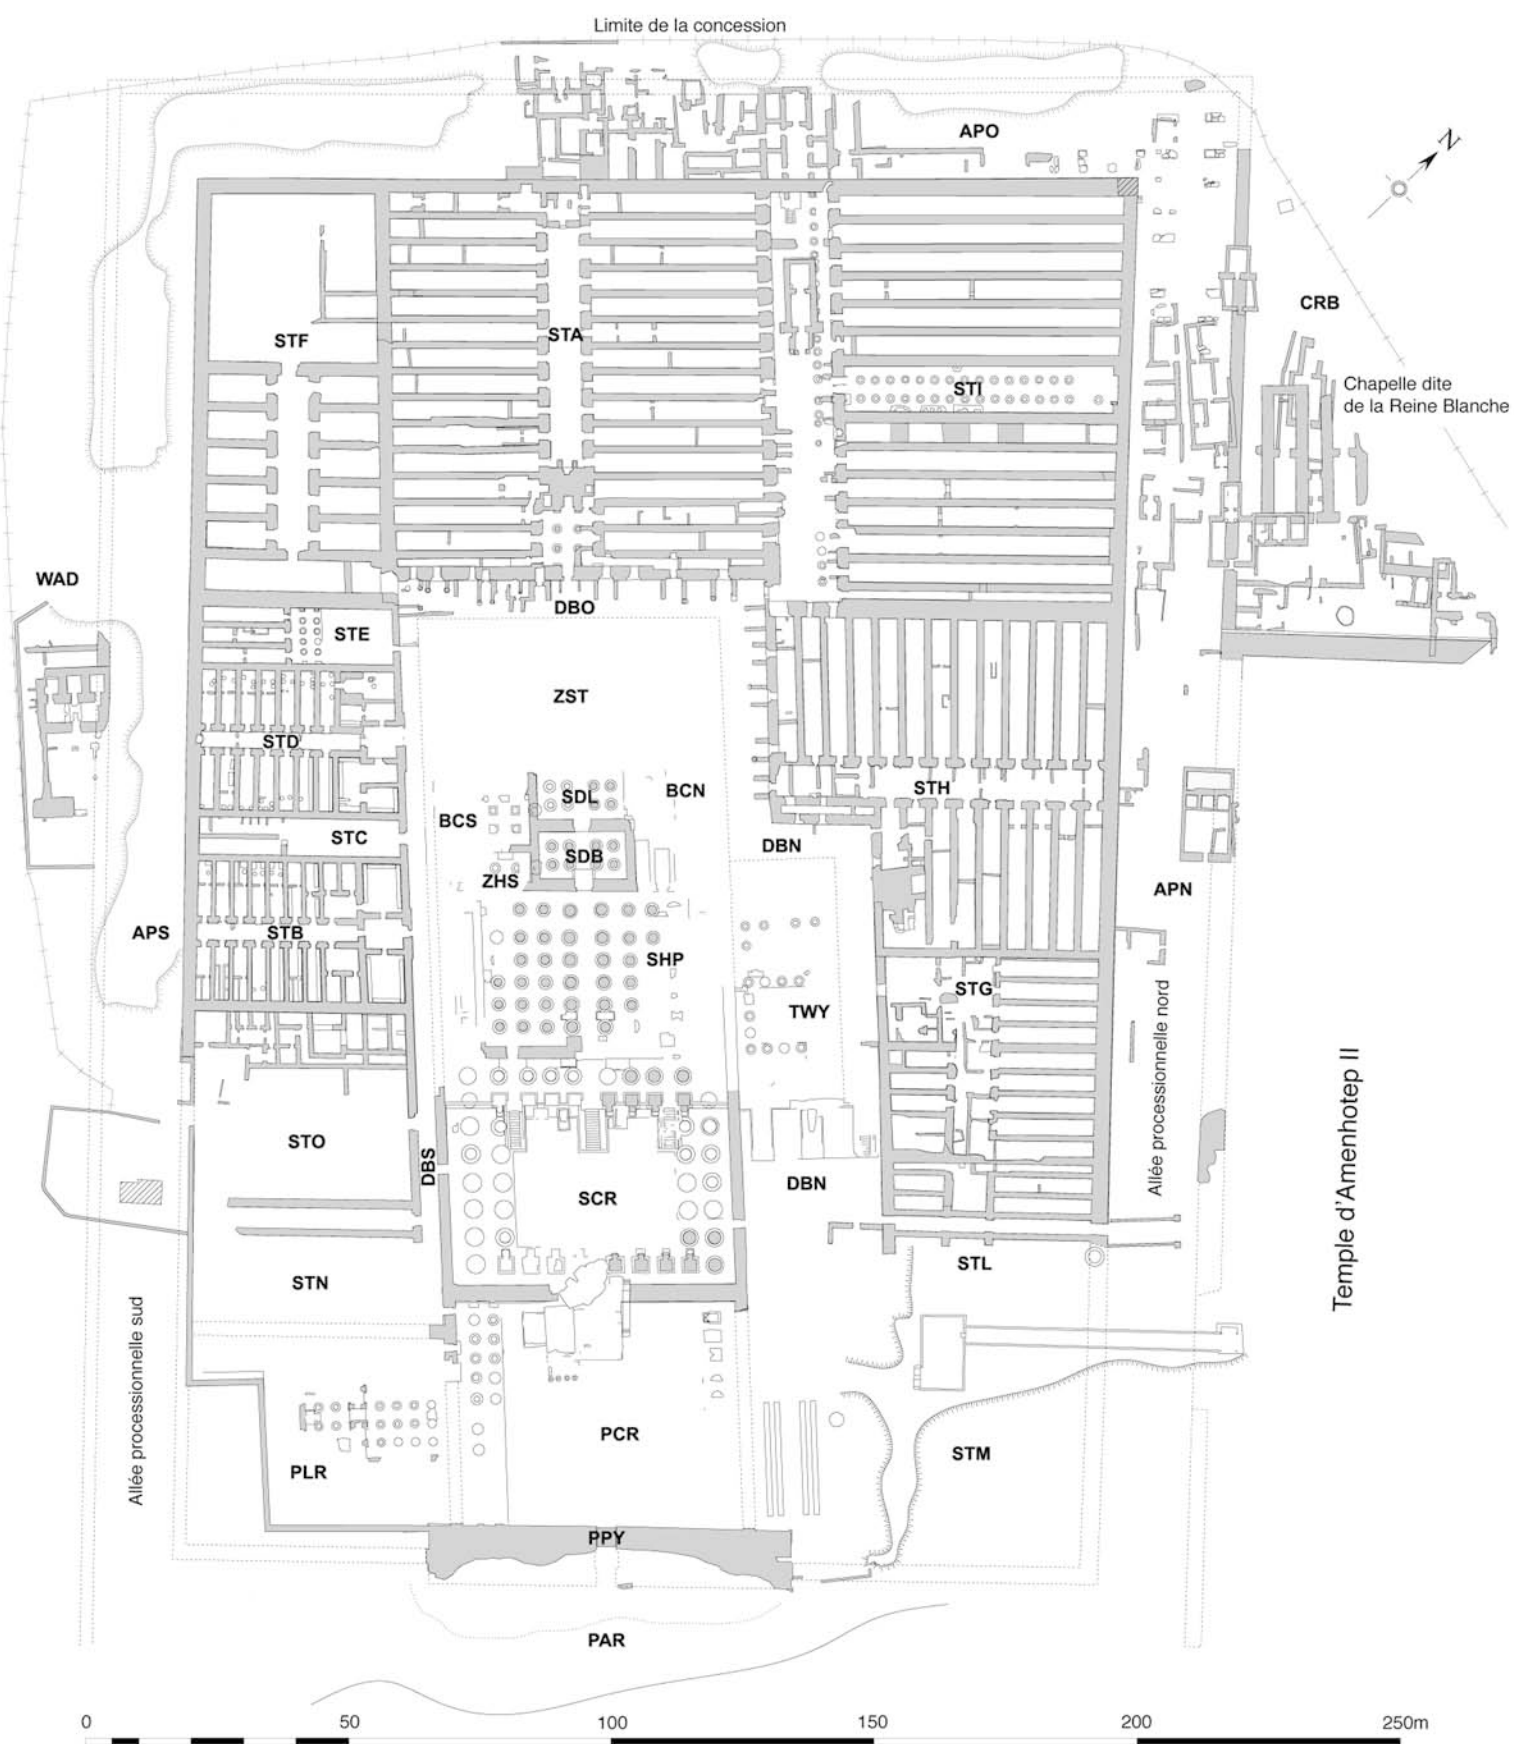 Limite de la concession
APO
N
CRB
STF
STA
STI
Chapelle dite
de la Reine Blanche
WAD
DBO
STE
ZST
STD
STH
SDL
BCN
BCS
STC
DBN
SDB
ZHS
APN
APS
STB
SHP
STG
TWY
Allée processionnelle nord
Temple d'Amenhotep II
STO
DBS
DBN
SCR
STL
STN
Allée processionnelle sud
PCR
STM
PLR
PPY
PAR
0 50 100 150 200 250m